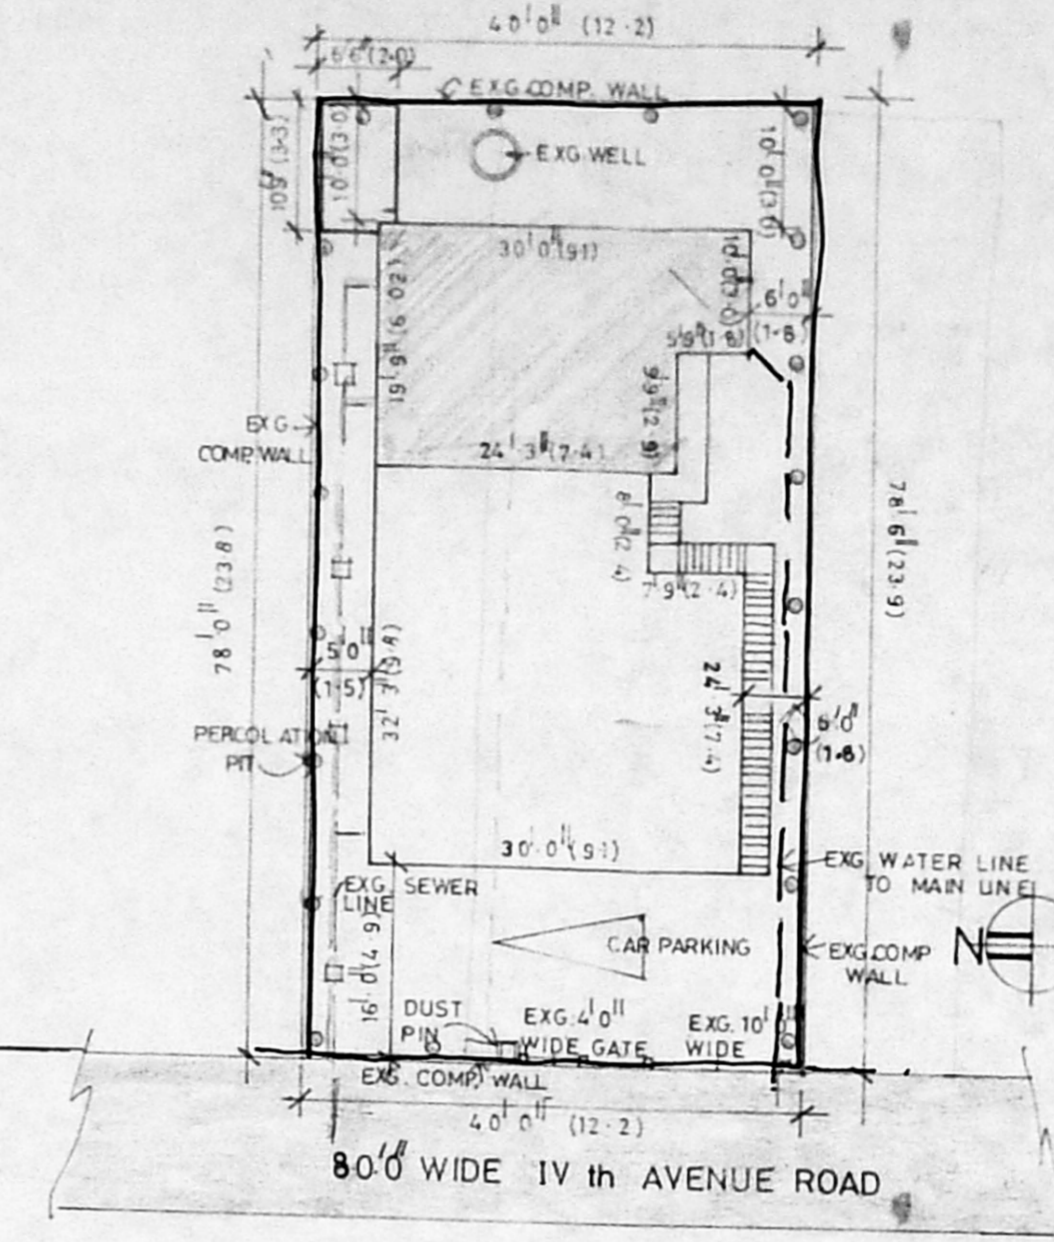 40'0" (12·2)
6'6"(2·0)
EXG.COMP. WALL
10'0"(3·0)
10'0"(3·0)
EXG.WELL
30'0"(9·1)
10'0"(3·0)
6'0"
(1·8)
5'9"(1·8)
19'9"(6·02)
9'9"(2·9)
24'3"(7·4)
EXG
COMP.WALL
8'0"(2·4)
7'9"(2·4)
78'6"(23·9)
78'0"(23·8)
5'0"
(1·5)
32'3"(9·8)
24'3"(7·4)
6'0"
(1·8)
PERCOLATION
PIT
30'0"(9·1)
EXG. WATER LINE
TO MAIN LINE
EXG. SEWER
LINE
CAR PARKING
EXG.COMP
WALL
N
16'0"(4·9)
DUST
PIN
EXG.4'0"
WIDE GATE
EXG.10'
WIDE
EXG. COMP. WALL
40'0" (12·2)
80'0" WIDE IV th AVENUE ROAD